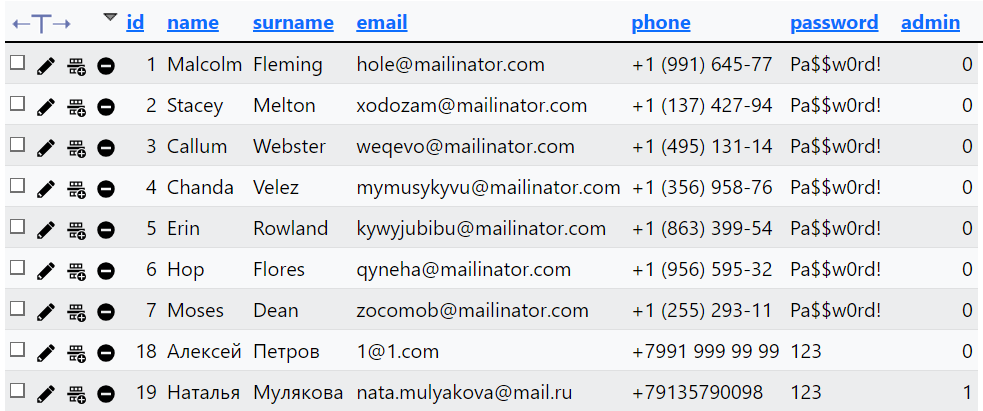 id name surname email phone password admin
1 Malcolm Fleming hole@mailinator.com +1 (991) 645-77 Pa$$w0rd! 0
2 Stacey Melton xodozam@mailinator.com +1 (137) 427-94 Pa$$w0rd! 0
3 Callum Webster weqevo@mailinator.com +1 (495) 131-14 Pa$$w0rd! 0
4 Chanda Velez mymusykyvu@mailinator.com +1 (356) 958-76 Pa$$w0rd! 0
5 Erin Rowland kywyjubibu@mailinator.com +1 (863) 399-54 Pa$$w0rd! 0
6 Hop Flores qyneha@mailinator.com +1 (956) 595-32 Pa$$w0rd! 0
7 Moses Dean zocomob@mailinator.com +1 (255) 293-11 Pa$$w0rd! 0
18 Алексей Петров 1@1.com +7991 999 99 99 123 0
19 Наталья Мулякова nata.mulyakova@mail.ru +79135790098 123 1